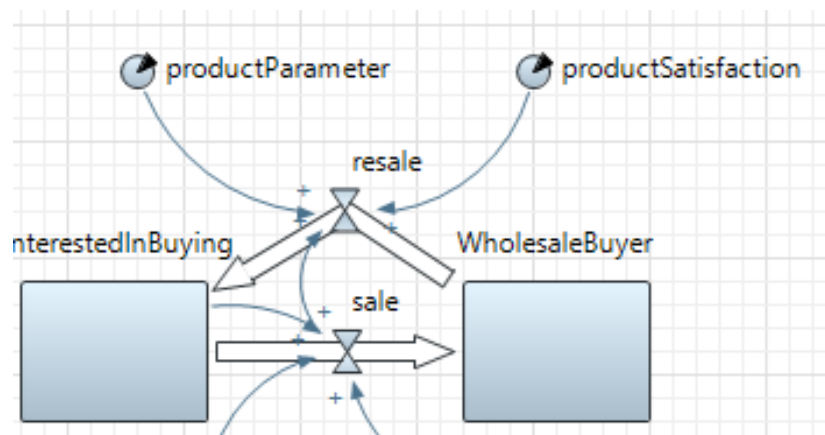 productParameter
productSatisfaction
resale
nterestedInBuying
WholesaleBuyer
sale
+
+
+
+
+
+